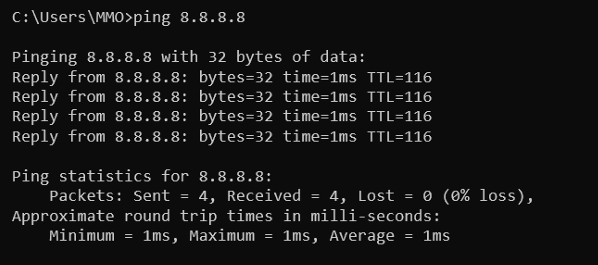 C:\Users\MMO>ping 8.8.8.8
Pinging 8.8.8.8 with 32 bytes of data:
Reply from 8.8.8.8: bytes=32 time=1ms TTL=116
Reply from 8.8.8.8: bytes=32 time=1ms TTL=116
Reply from 8.8.8.8: bytes=32 time=1ms TTL=116
Reply from 8.8.8.8: bytes=32 time=1ms TTL=116
Ping statistics for 8.8.8.8:
Packets: Sent = 4, Received = 4, Lost = 0 (0% loss),
Approximate round trip times in milli-seconds:
Minimum = 1ms, Maximum = 1ms, Average = 1ms